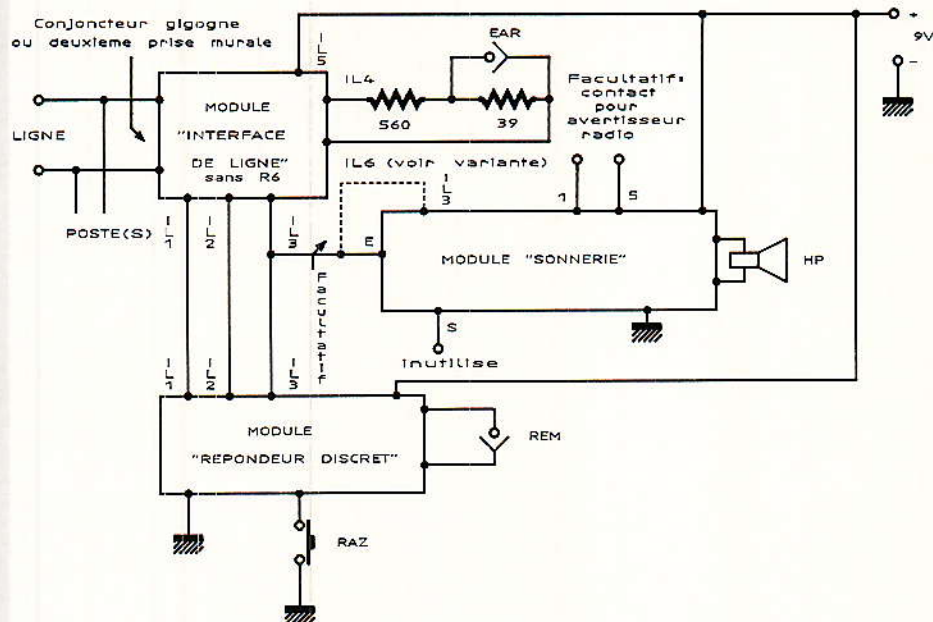 Conjoncteur gigogne
ou deuxieme prise murale
IL5
+
9V
-
EAR
IL4
560
39
MODULE
"INTERFACE
DE LIGNE"
sans R6
LIGNE
POSTE(S)
Facultatif:
contact
pour
avertisseur
radio
IL6 (voir variante)
IL3
1
5
IL1
IL2
IL3
E
MODULE "SONNERIE"
HP
Facultatif
S
inutilise
IL1
IL2
IL3
MODULE
"REPONDEUR DISCRET"
REM
RAZ